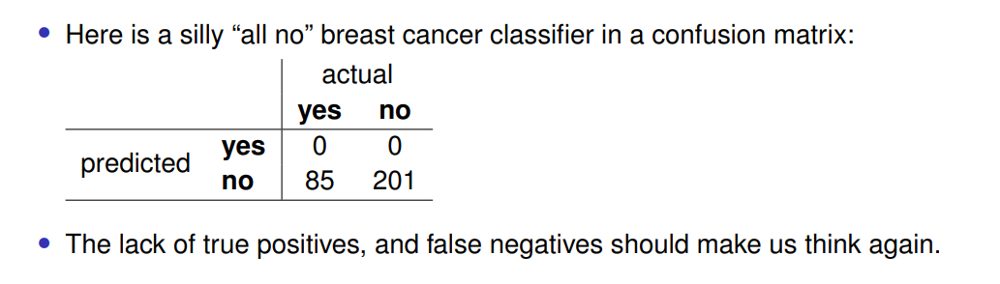 • Here is a silly “all no” breast cancer classifier in a confusion matrix:
actual
yes no
predicted
yes 0 0
no 85 201
• The lack of true positives, and false negatives should make us think again.